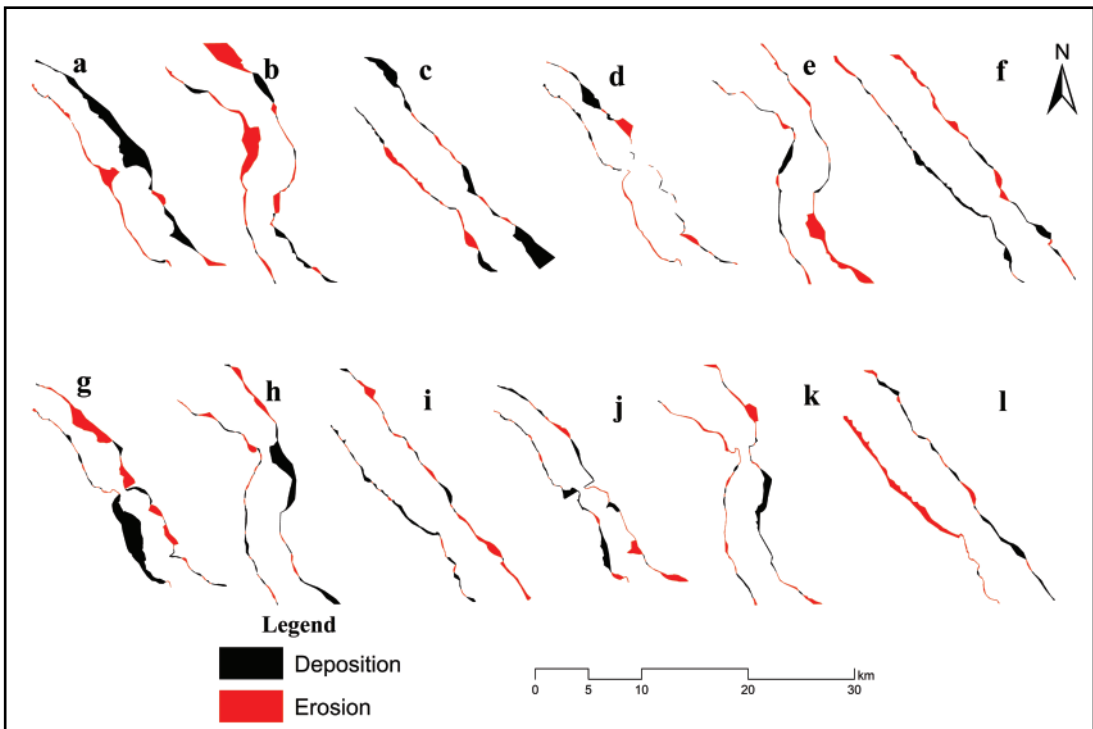 N
a b c d e f
g h i j k l
Legend
Deposition
Erosion
km
0 5 10 20 30